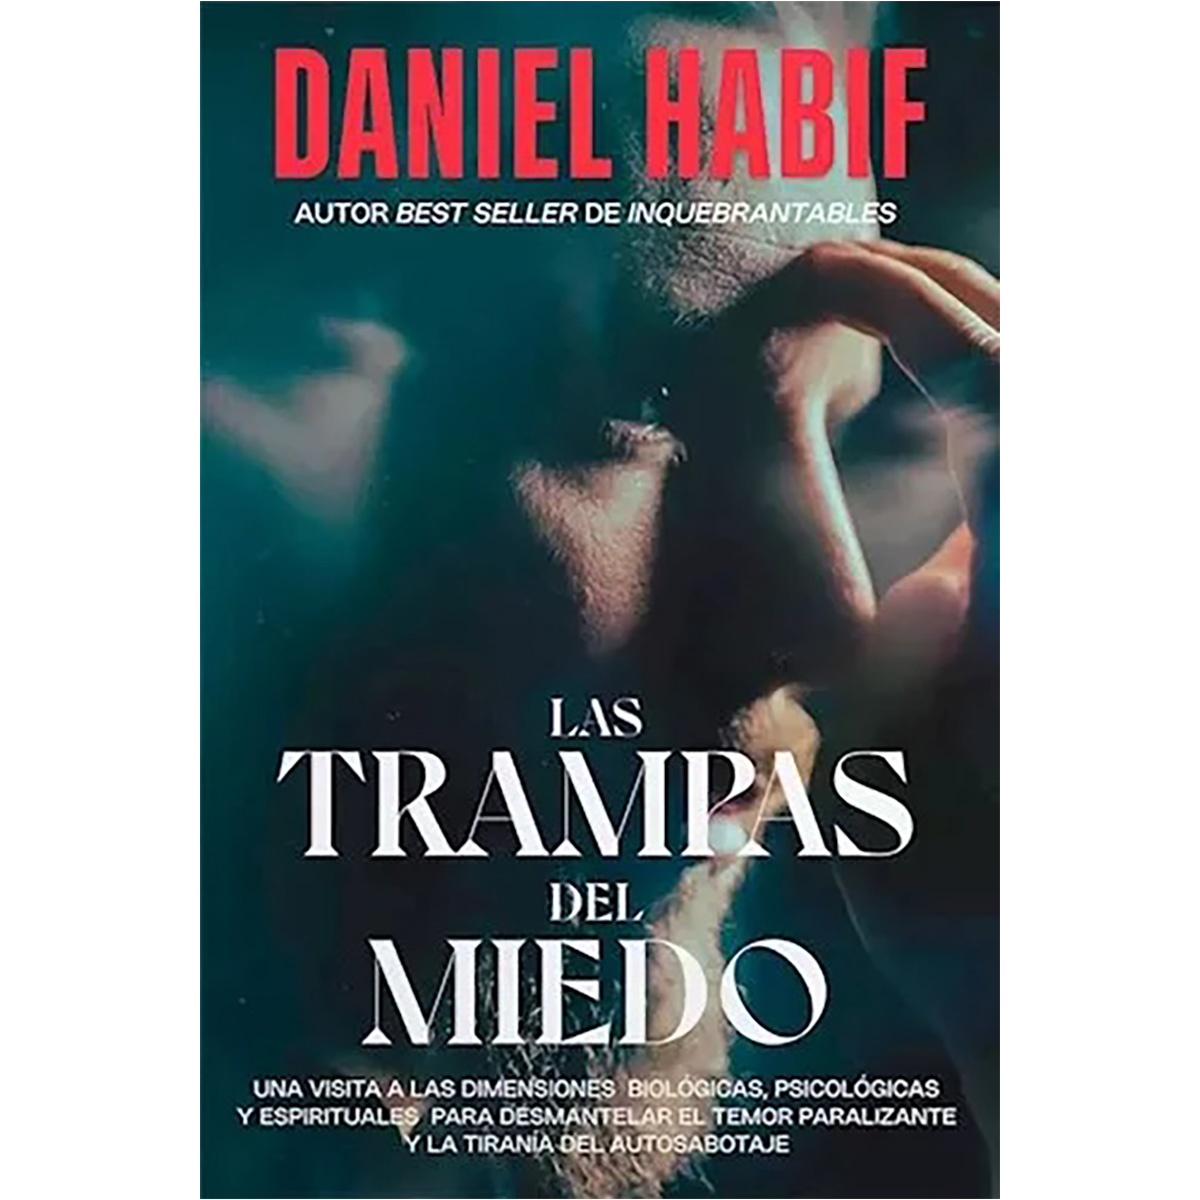 DANIEL HABIF
AUTOR BEST SELLER DE INQUEBRANTABLES
LAS
TRAMPAS
DEL
MIEDO
UNA VISITA A LAS DIMENSIONES BIOLÓGICAS, PSICOLÓGICAS
Y ESPIRITUALES PARA DESMANTELAR EL TEMOR PARALIZANTE
Y LA TIRANÍA DEL AUTOSABOTAJE